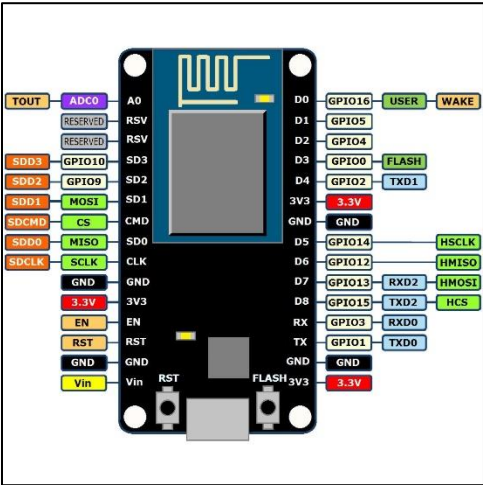 TOUT ADC0 A0 D0 GPIO16 USER WAKE
RESERVED RSV D1 GPIO5
RESERVED RSV D2 GPIO4
SDD3 GPIO10 SD3 D3 GPIO0 FLASH
SDD2 GPIO9 SD2 D4 GPIO2 TXD1
SDD1 MOSI SD1 3V3 3.3V
SDCMD CS CMD GND GND
SDD0 MISO SD0 D5 GPIO14 HSCLK
SDCLK SCLK CLK D6 GPIO12 HMISO
GND GND D7 GPIO13 RXD2 HMOSI
3.3V 3V3 D8 GPIO15 TXD2 HCS
EN EN RX GPIO3 RXD0
RST RST TX GPIO1 TXD0
GND GND GND GND
Vin Vin RST FLASH 3V3 3.3V